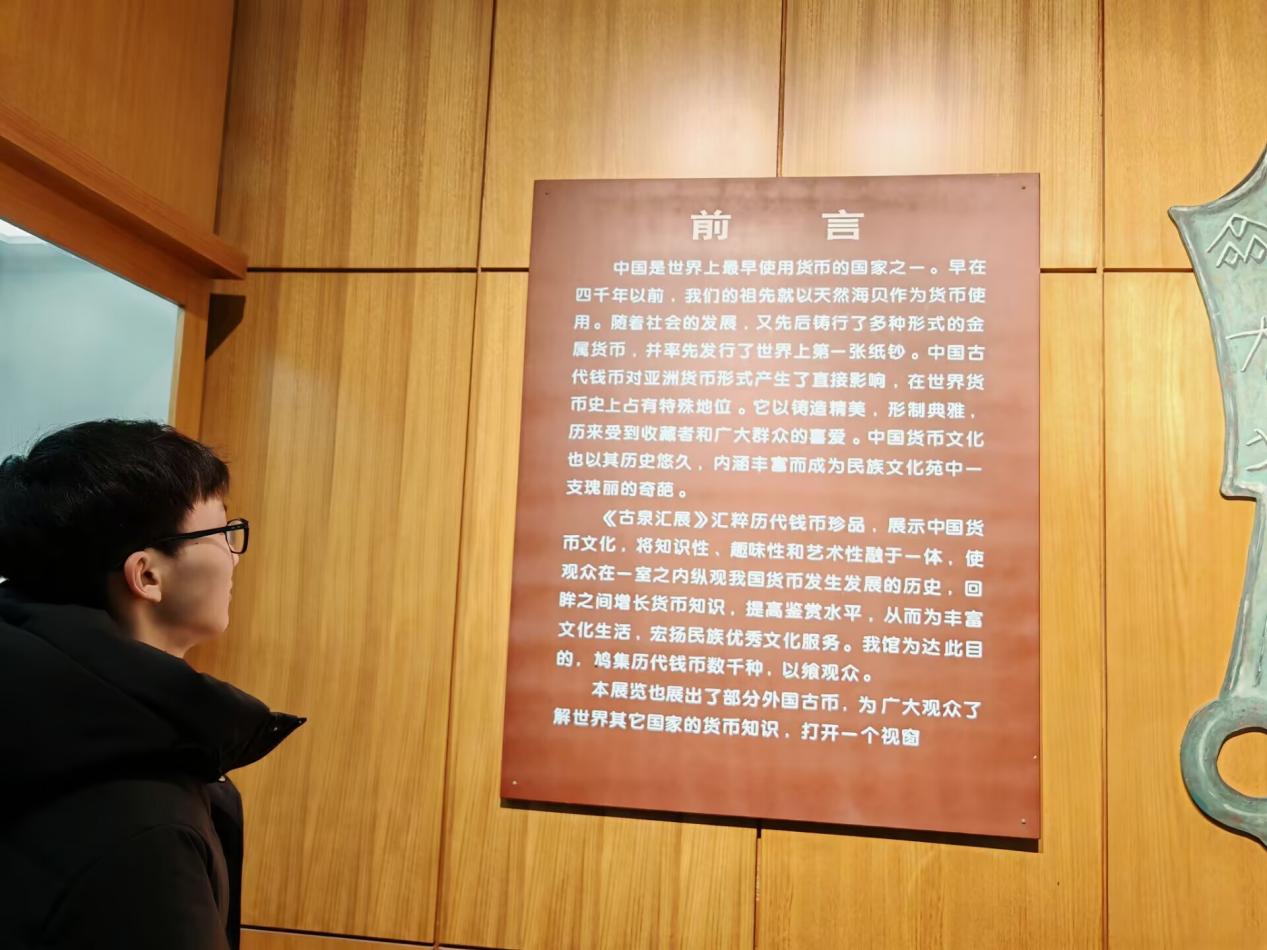 前 言
中国是世界上最早使用货币的国家之一。早在
四千年以前，我们的祖先就以天然海贝作为货币使
用。随着社会的发展，又先后铸行了多种形式的金
属货币，并率先发行了世界上第一张纸钞。中国古
代钱币对亚洲货币形式产生了直接影响，在世界货
币史上占有特殊地位。它以铸造精美，形制典雅，
历来受到收藏者和广大群众的喜爱。中国货币文化
也以其历史悠久，内涵丰富而成为民族文化苑中一
支瑰丽的奇葩。
《古泉汇展》汇粹历代钱币珍品，展示中国货
币文化，将知识性、趣味性和艺术性融于一体，使
观众在一室之内纵观我国货币发生发展的历史，回
眸之间增长货币知识，提高鉴赏水平，从而为丰富
文化生活，宏扬民族优秀文化服务。我馆为达此目
的，鸠集历代钱币数千种，以飨观众。
本展览也展出了部分外国古币，为广大观众了
解世界其它国家的货币知识，打开一个视窗